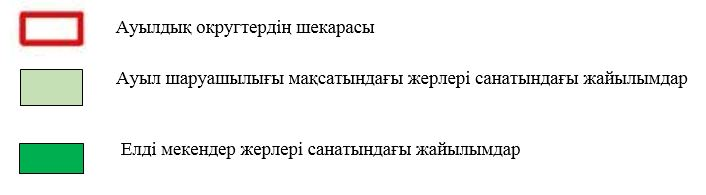 Ауылдық округтердің шекарасы
Ауыл шаруашылығы мақсатындағы жерлері санатындағы жайылымдар
Елді мекендер жерлері санатындағы жайылымдар